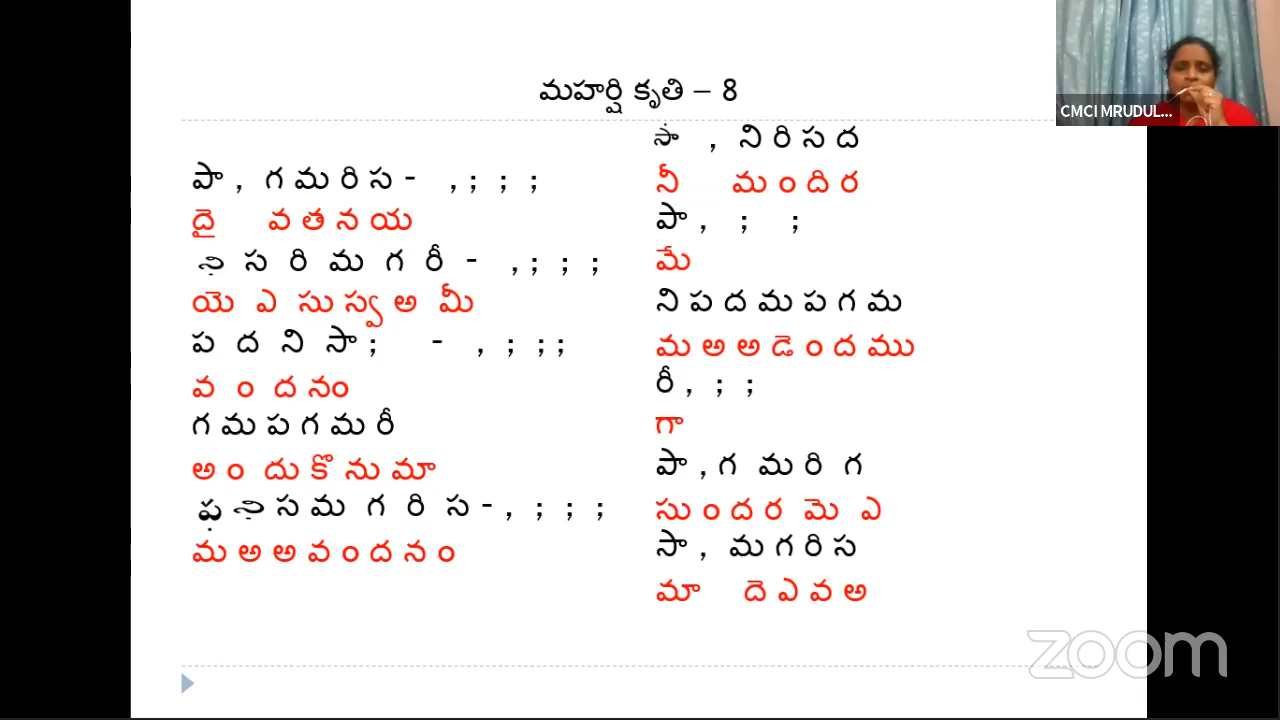 మహర్షి కృతి – 8
పా , గ మ రి స - , ; ; ;
దై వ త న య
ని స రి మ గ రీ - , ; ; ;
యె ఎ సు స్వ అ మీ
ప ద ని సా ; - , ; ; ;
వ ం ద నం
గ మ ప గ మ రీ
అ ం దు కొ ను మా
ప ని స మ గ రి స - , ; ; ;
మ అ అ వ ం ద న ం
సా , ని రి స ద
నీ మ ం ది ర
పా , ; ;
మే
ని ప ద మ ప గ మ
మ అ అ డె ం ద ము
రీ , ; ;
గా
పా , గ మ రి గ
సు ం ద ర మె ఎ
సా , మ గ రి స
మా దె ఎ వ అ
CMCI MRUDUL...
zoom